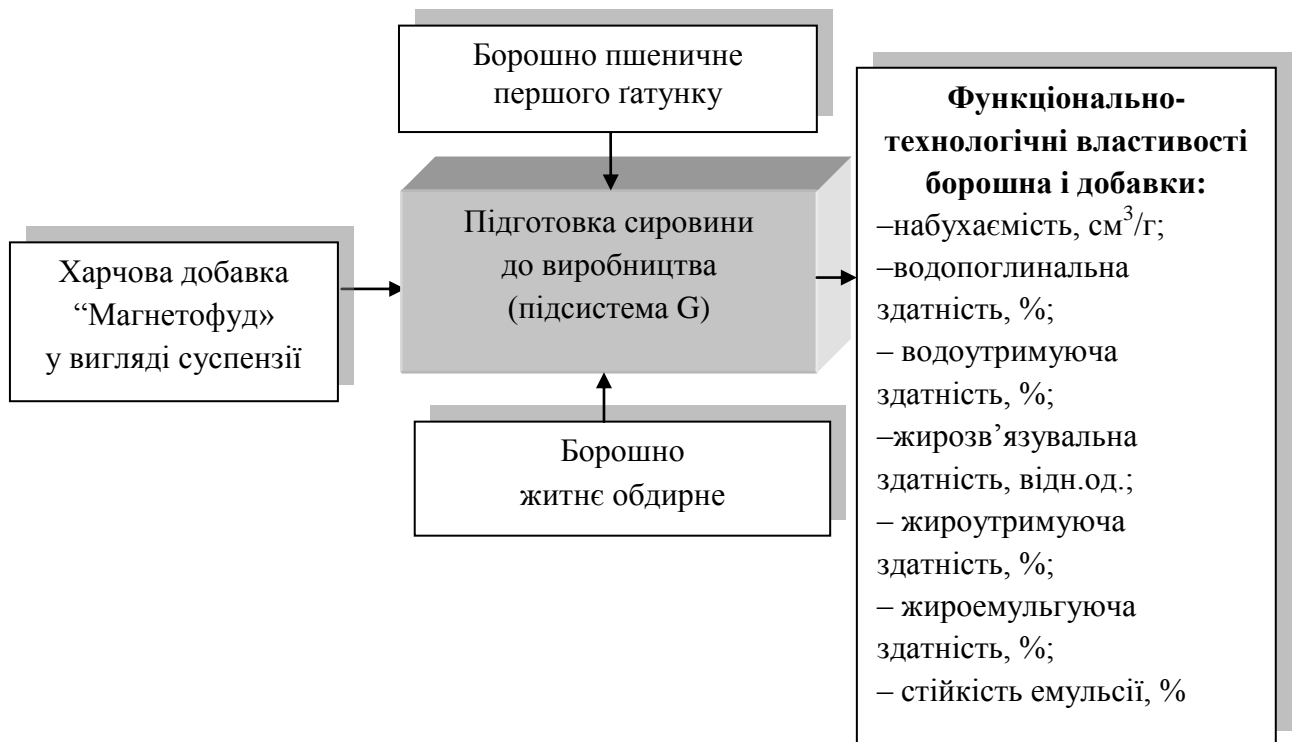 Борошно пшеничне
першого ґатунку
Підготовка сировини
до виробництва
(підсистема G)
Харчова добавка
“Магнетофуд»
у вигляді суспензії
Борошно
житнє обдирне
Функціонально-
технологічні властивості
борошна і добавки:
–набухаємість, см³/г;
–водопоглинальна
здатність, %;
– водоутримуюча
здатність, %;
–жирозв’язувальна
здатність, відн.од.;
– жироутримуюча
здатність, %;
– жироемульгуюча
здатність, %;
– стійкість емульсії, %